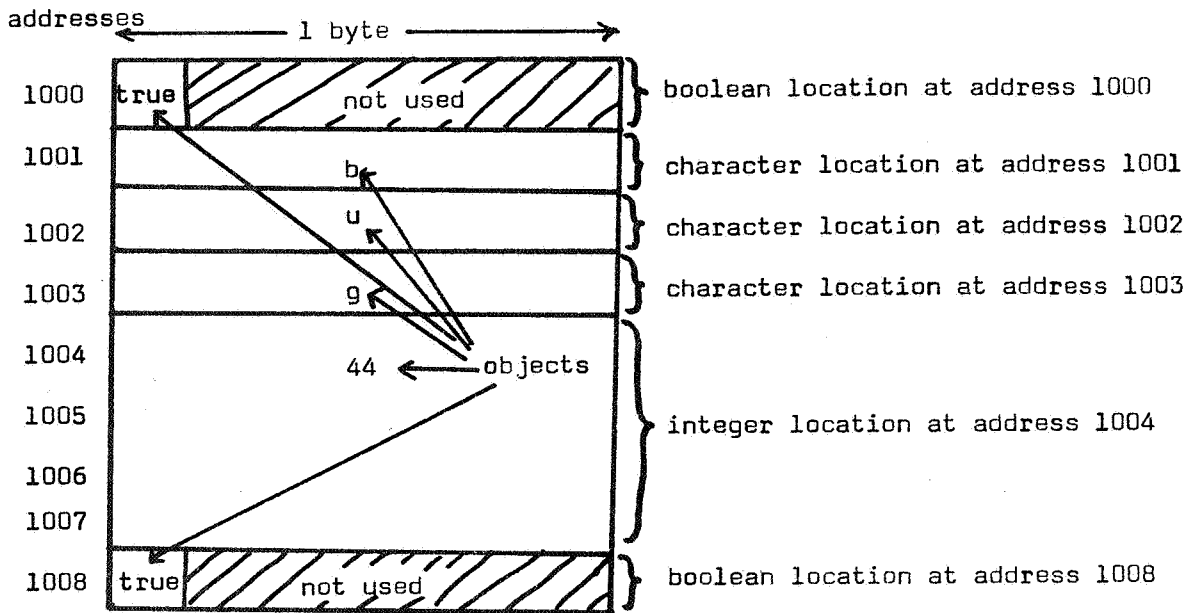 addresses
1 byte
1000 true not used boolean location at address 1000
1001 b character location at address 1001
1002 u character location at address 1002
1003 g character location at address 1003
1004 44 objects
1005 integer location at address 1004
1006
1007
1008 true not used boolean location at address 1008